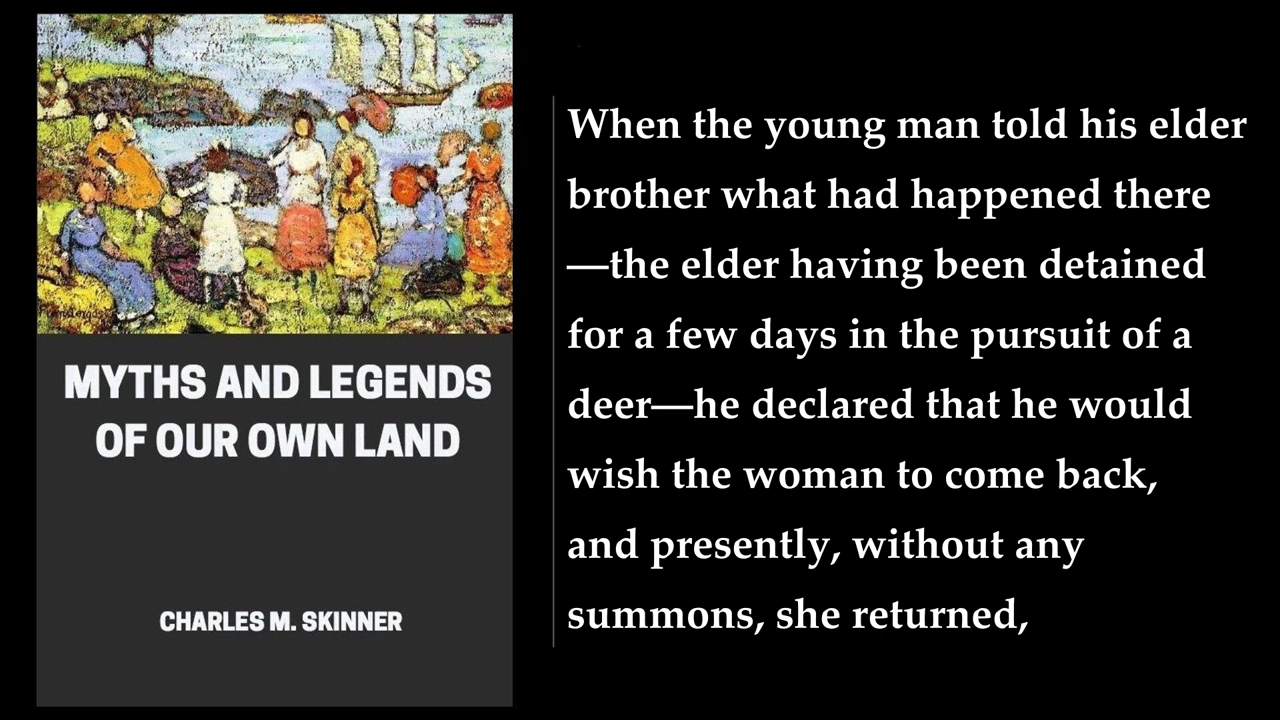 MYTHS AND LEGENDS
OF OUR OWN LAND
CHARLES M. SKINNER
When the young man told his elder
brother what had happened there
—the elder having been detained
for a few days in the pursuit of a
deer—he declared that he would
wish the woman to come back,
and presently, without any
summons, she returned,